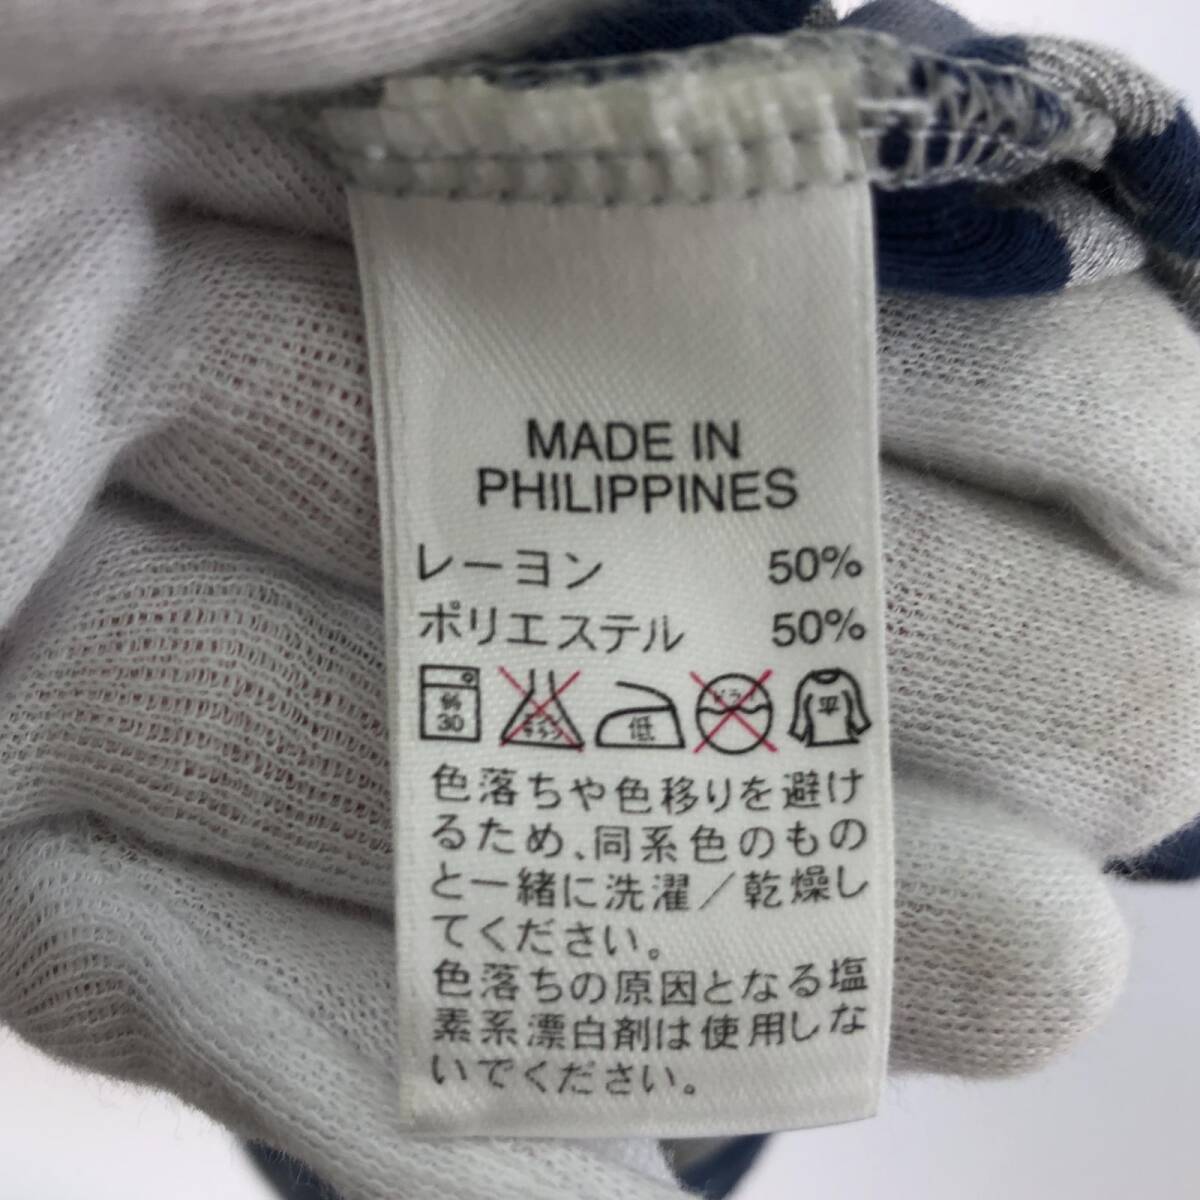 MADE IN
PHILIPPINES
レーヨン 50%
ポリエステル 50%
30 低 平
色落ちや色移りを避け
るため、同系色のもの
と一緒に洗濯／乾燥し
てください。
色落ちの原因となる塩
素系漂白剤は使用しな
いでください。